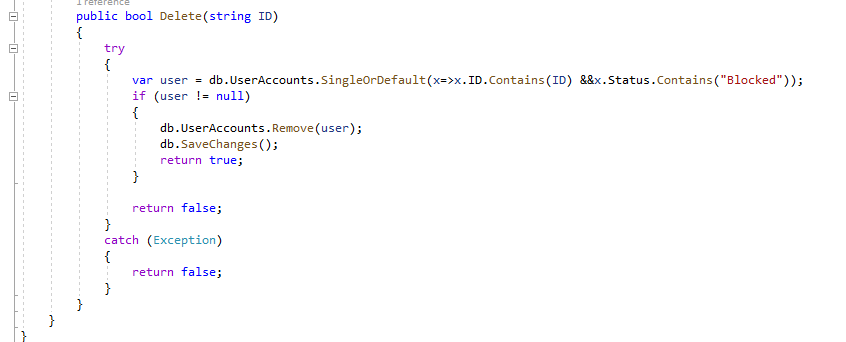 1 reference
public bool Delete(string ID)
{
try
{
var user = db.UserAccounts.SingleOrDefault(x=>x.ID.Contains(ID) &&x.Status.Contains("Blocked"));
if (user != null)
{
db.UserAccounts.Remove(user);
db.SaveChanges();
return true;
}
return false;
}
catch (Exception)
{
return false;
}
}
}
}